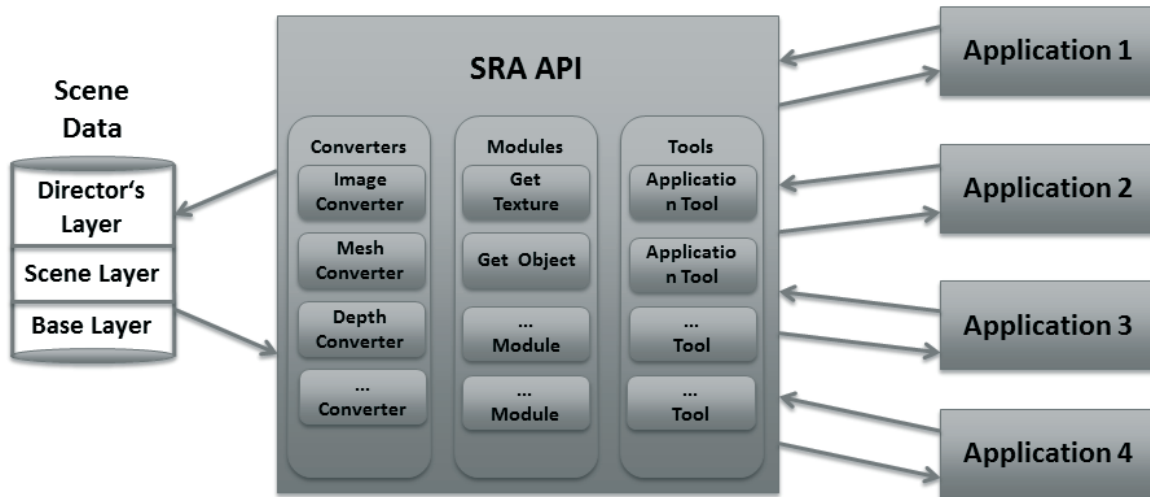 Scene
Data
Director‘s
Layer
Scene Layer
Base Layer
SRA API
Converters
Image
Converter
Mesh
Converter
Depth
Converter
...
Converter
Modules
Get
Texture
Get Object
...
Module
...
Module
Tools
Applicatio
n Tool
Applicatio
n Tool
...
Tool
...
Tool
Application 1
Application 2
Application 3
Application 4